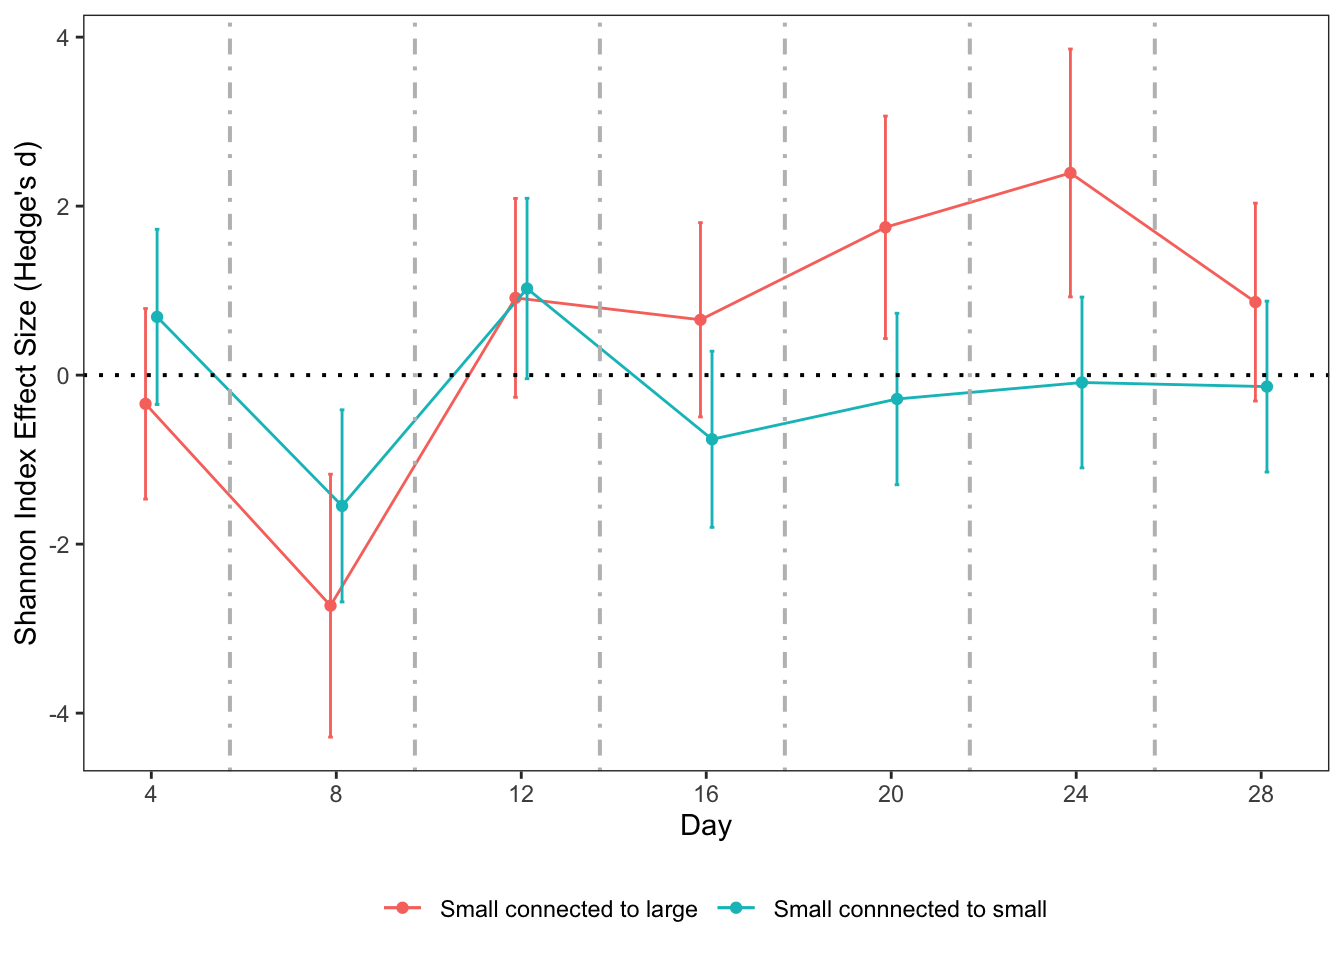 Shannon Index Effect Size (Hedge's d)
4
2
0
-2
-4
4 8 12 16 20 24 28
Day
Small connected to large Small connnected to small